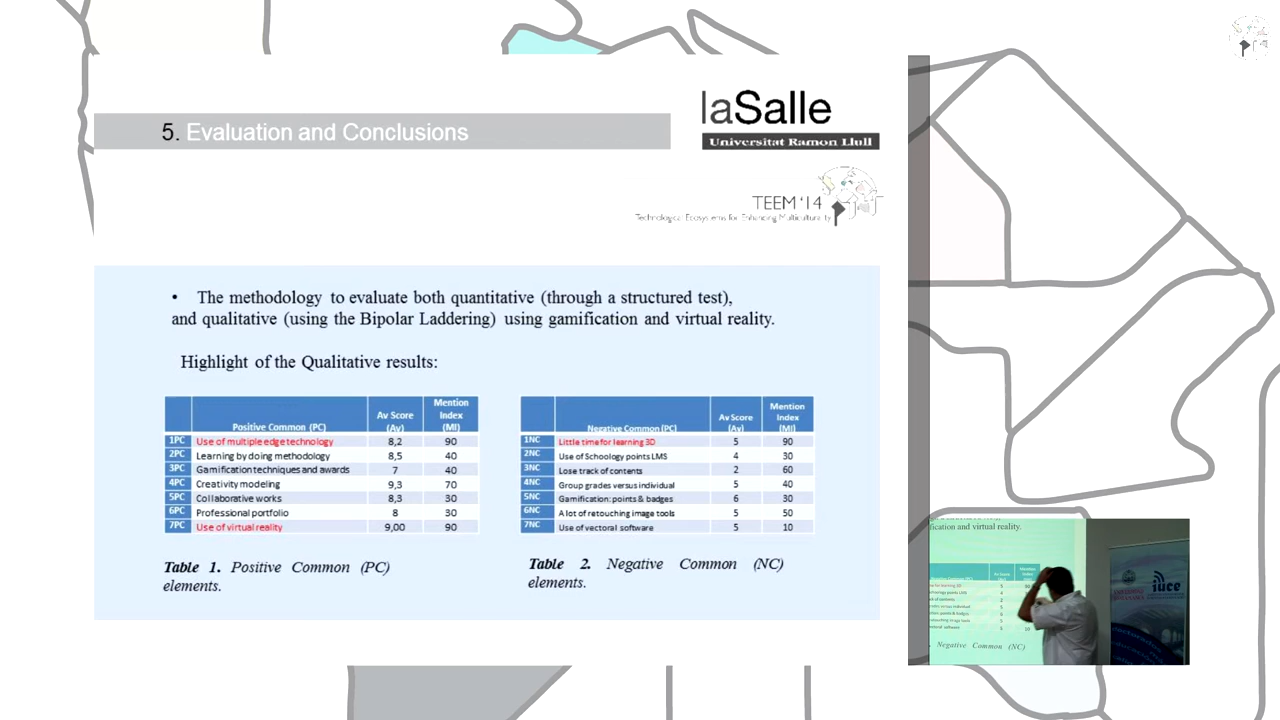 5. Evaluation and Conclusions
laSalle
Universitat Ramon Llull
TEEM '14
Technological Ecosystems for Enhancing Multiculturality
• The methodology to evaluate both quantitative (through a structured test),
and qualitative (using the Bipolar Laddering) using gamification and virtual reality.
Highlight of the Qualitative results:
Positive Common (PC) Av Score (Av) Mention Index (MI)
1PC Use of multiple edge technology 8,2 90
2PC Learning by doing methodology 8,5 40
3PC Gamification techniques and awards 7 40
4PC Creativity modeling 9,3 70
5PC Collaborative works 8,3 30
6PC Professional portfolio 8 30
7PC Use of virtual reality 9,00 90
Table 1. Positive Common (PC)
elements.
Negative Common (PC) Av Score (Av) Mention Index (MI)
1NC Little time for learning 3D 5 90
2NC Use of Schoology points LMS 4 30
3NC Lose track of contents 2 60
4NC Group grades versus individual 5 40
5NC Gamification: points & badges 6 30
6NC A lot of retouching image tools 5 50
7NC Use of vectoral software 5 10
Table 2. Negative Common (NC)
elements.
fication and virtual reality.
Negative Common (NC)
iuce